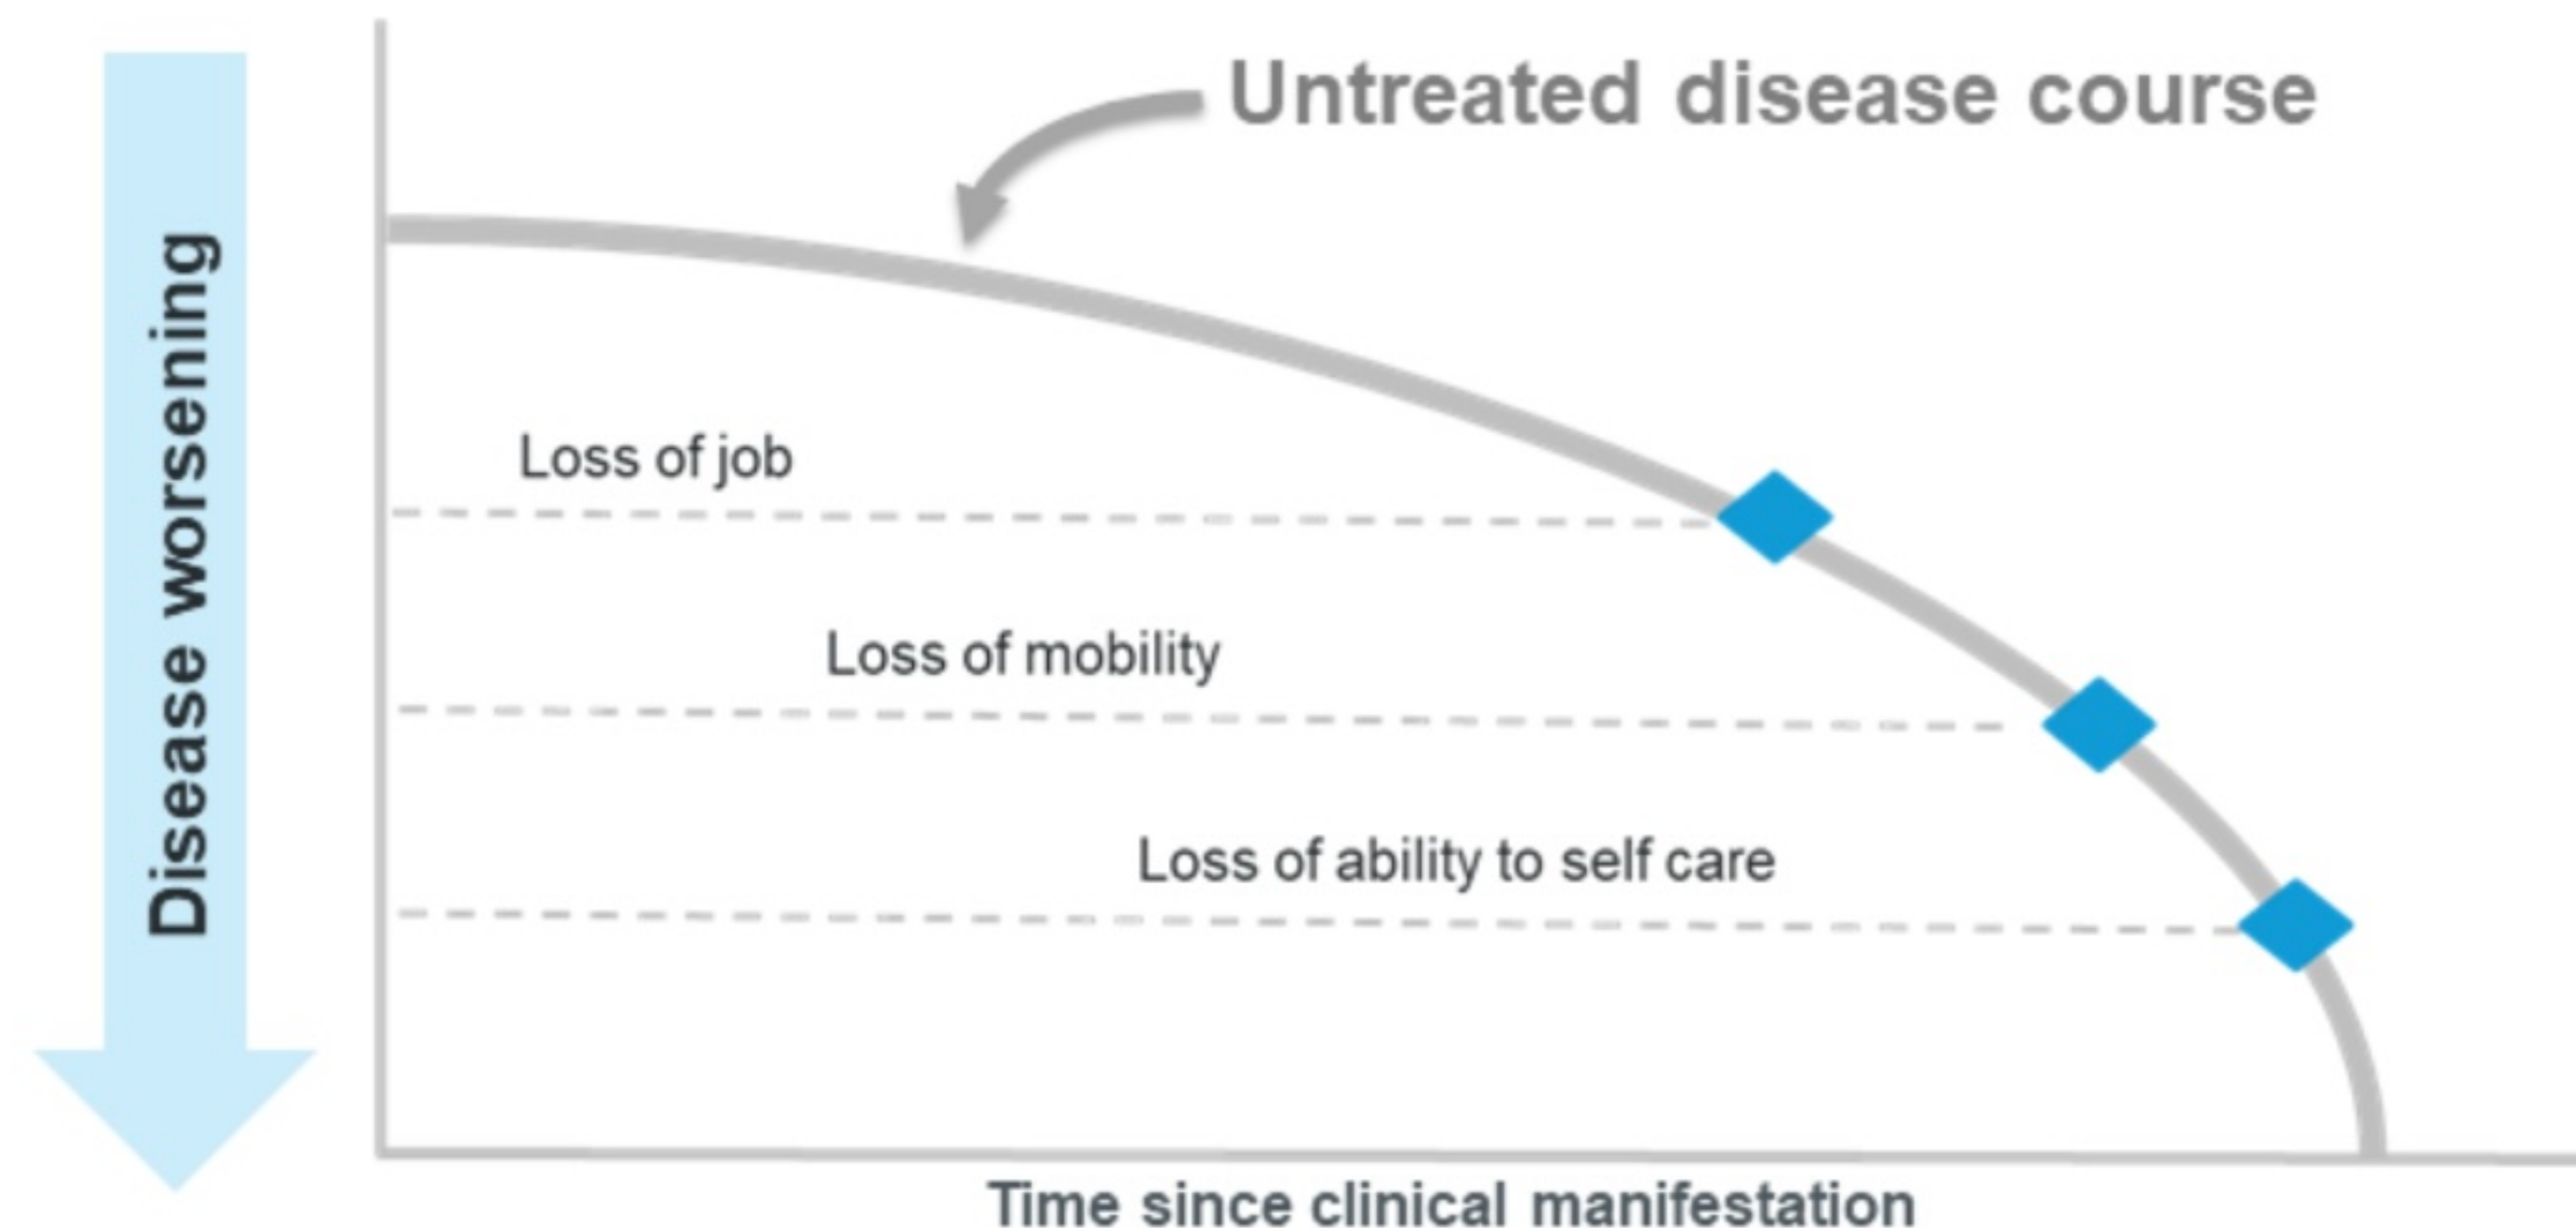 Untreated disease course
Disease worsening
Loss of job
Loss of mobility
Loss of ability to self care
Time since clinical manifestation